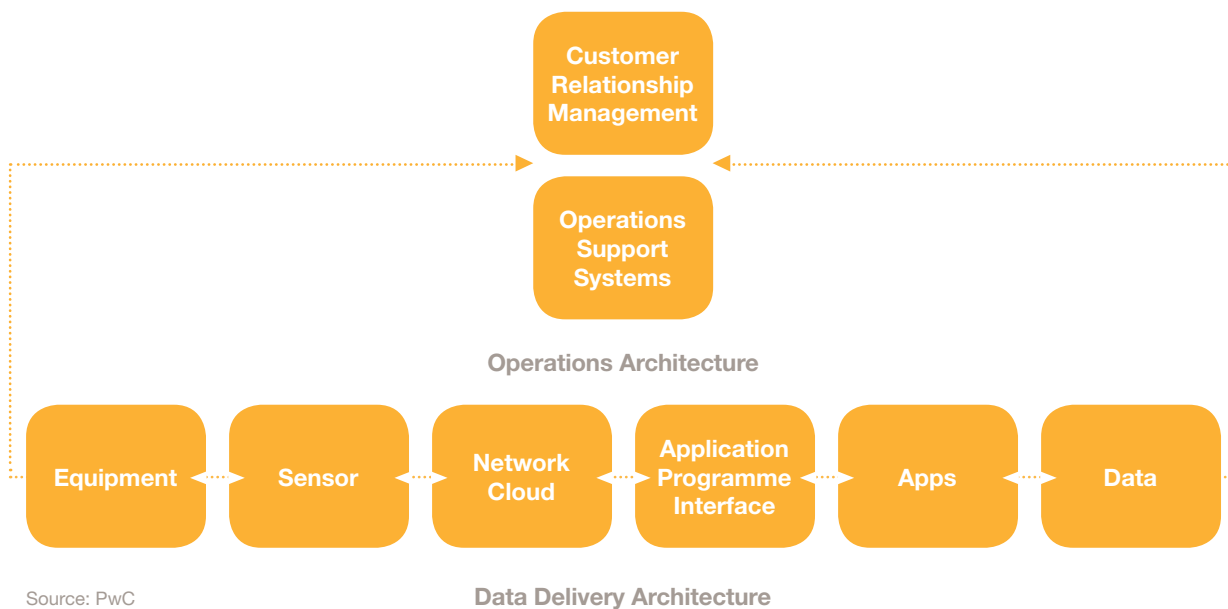 Customer
Relationship
Management
Operations
Support
Systems
Operations Architecture
Equipment
Sensor
Network
Cloud
Application
Programme
Interface
Apps
Data
Source: PwC
Data Delivery Architecture